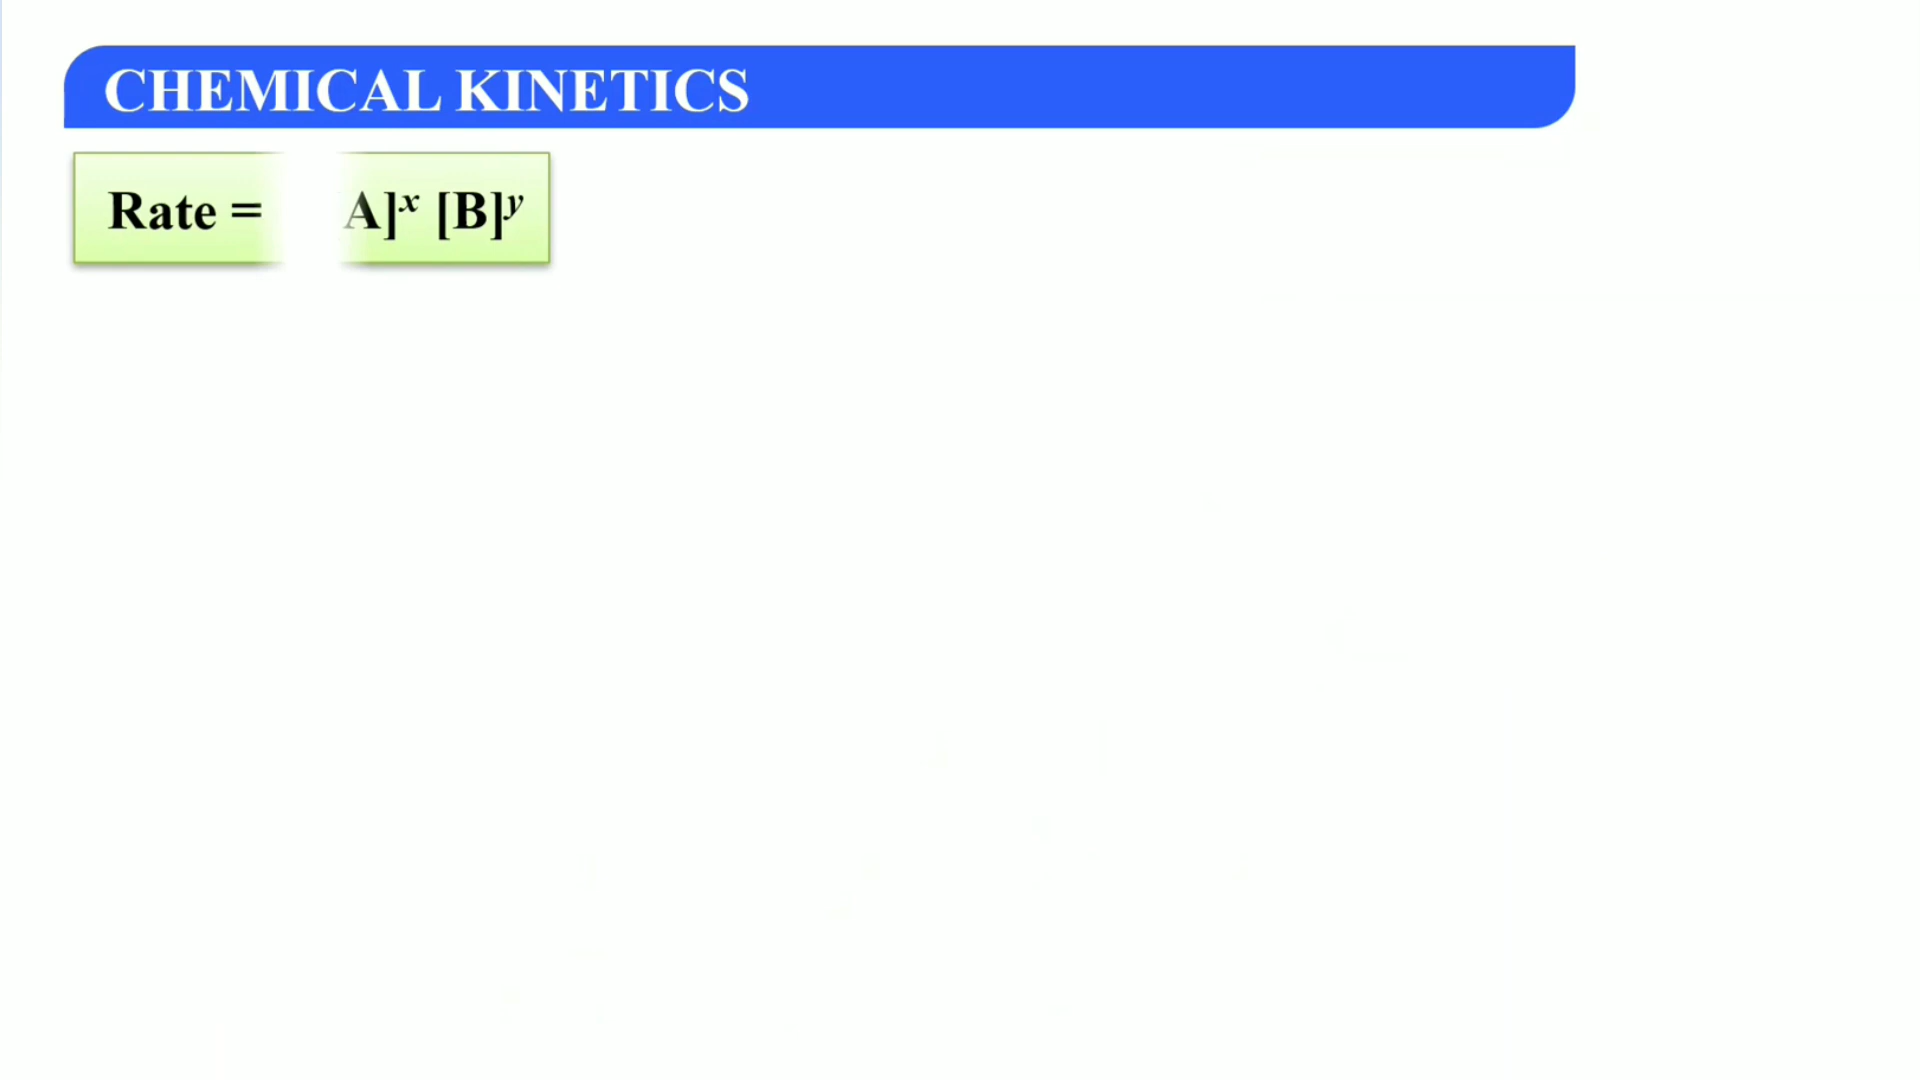 CHEMICAL KINETICS
Rate = A]ˣ [B]ʸ